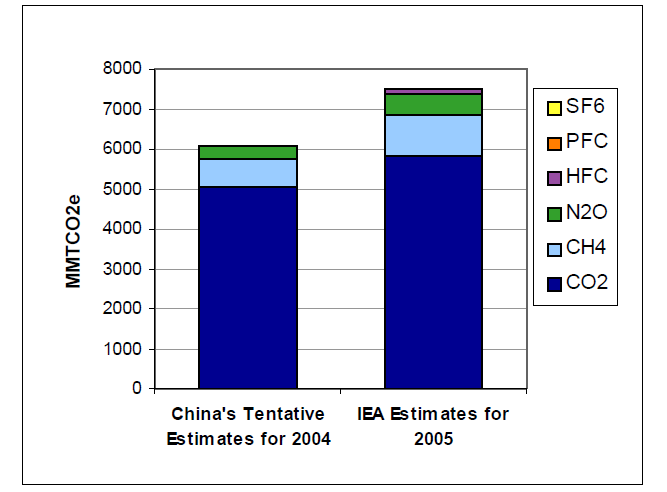 8000
7000
6000
5000
4000
3000
2000
1000
0
MMTCO2e
China's Tentative
Estimates for 2004
IEA Estimates for
2005
SF6
PFC
HFC
N2O
CH4
CO2